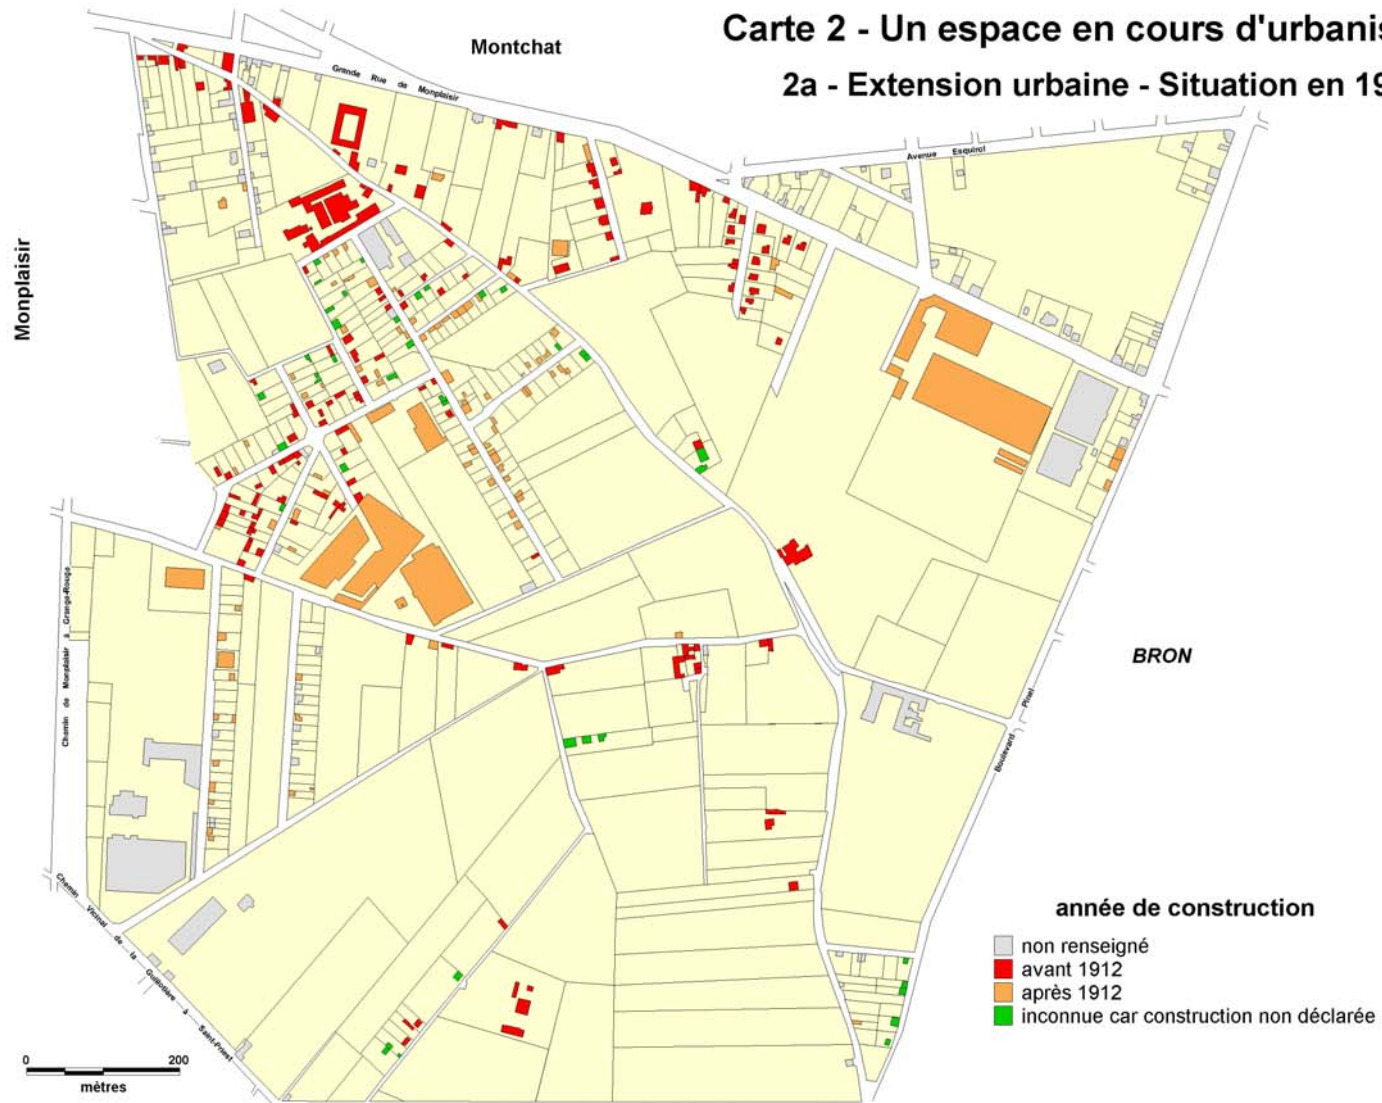 Carte 2 - Un espace en cours d'urbanis
2a - Extension urbaine - Situation en 19
Montchat
Grande Rue de Monplaisir
Avenue Esquirol
Monplaisir
Chemin de Monplaisir à Grange-Rouge
BRON
Boulevard Pinel
Chemin Vicinal de la Guillotière à Saint-Priest
année de construction
non renseigné
avant 1912
après 1912
inconnue car construction non déclarée
0 200
mètres